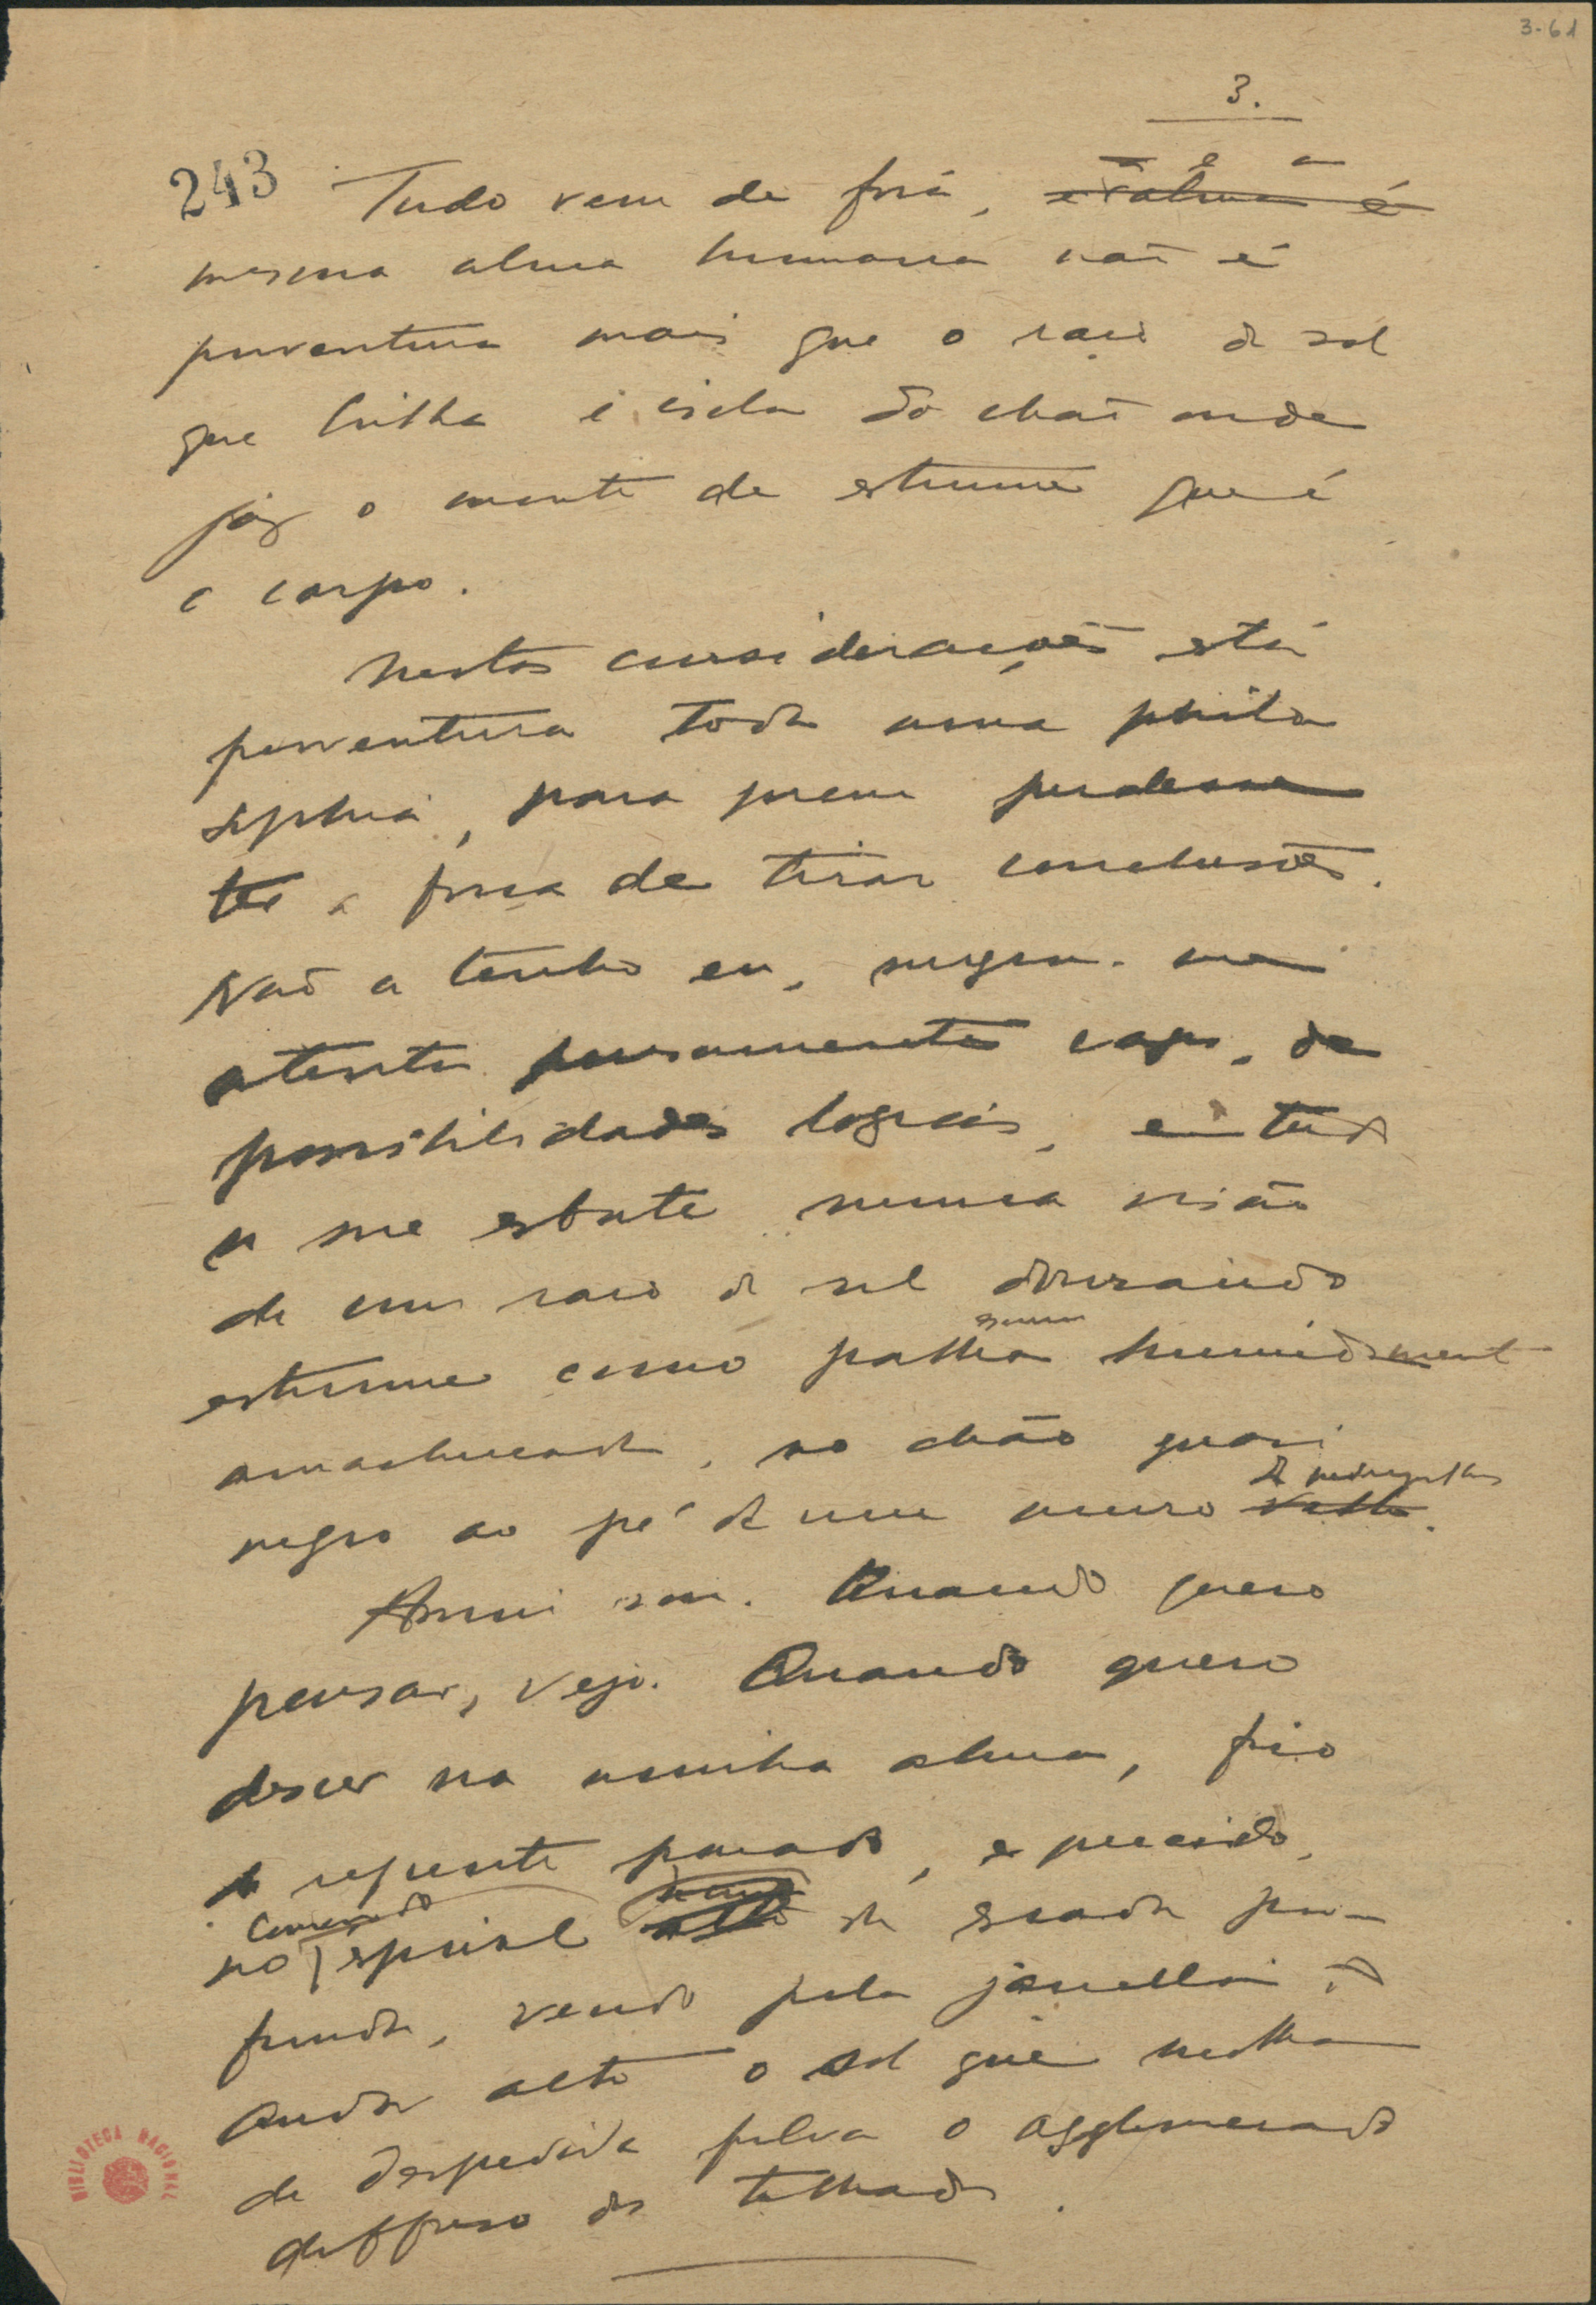 3-61
3.
243 Tudo vem de fóra, e a
e a alma é
mesma alma humana não é
porventura mais que o raio de sol
que brilha e isola do chão onde
jaz o monte de estrume que é
o corpo.
Nestas considerações está
porventura toda uma philo
sophia, para quem pudesse
ter a força de tirar conclusões.
Não a tenho eu, surgem-me
attentos pensamentos vagos, de
possibilidades logicas, e tudo
se me esbate numa visão
de um raio de sol dourando
estrume como palha escura humidamente
amachucada, no chão quasi
negro ao pé de um muro de pedregulhos
Assim sou. Quando quero
pensar, vejo. Quando quero
descer na minha alma, fico
de repente parado, esquecido,
no começo do espiral da escada pro-
funda, vendo pela janella do
andar alto o sol que molha
de despedida fulva o agglomerado
diffuso dos telhados.
BIBLIOTECA NACIONAL